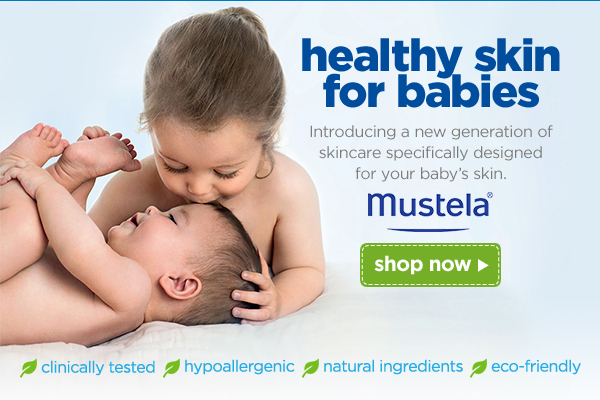 healthy skin
for babies
Introducing a new generation of
skincare specifically designed
for your baby's skin.
mustela®
shop now
clinically tested hypoallergenic natural ingredients eco-friendly